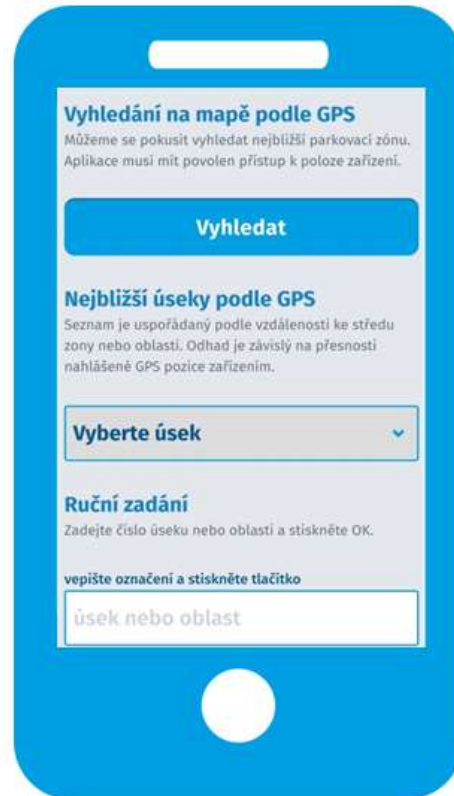 Vyhledání na mapě podle GPS
Můžeme se pokusit vyhledat nejbližší parkovací zónu.
Aplikace musí mít povolen přístup k poloze zařízení.
Vyhledat
Nejbližší úseky podle GPS
Seznam je uspořádaný podle vzdálenosti ke středu
zony nebo oblasti. Odhad je závislý na přesnosti
nahlášené GPS pozice zařízením.
Vyberte úsek
Ruční zadání
Zadejte číslo úseku nebo oblasti a stiskněte OK.
vepište označení a stiskněte tlačítko
úsek nebo oblast